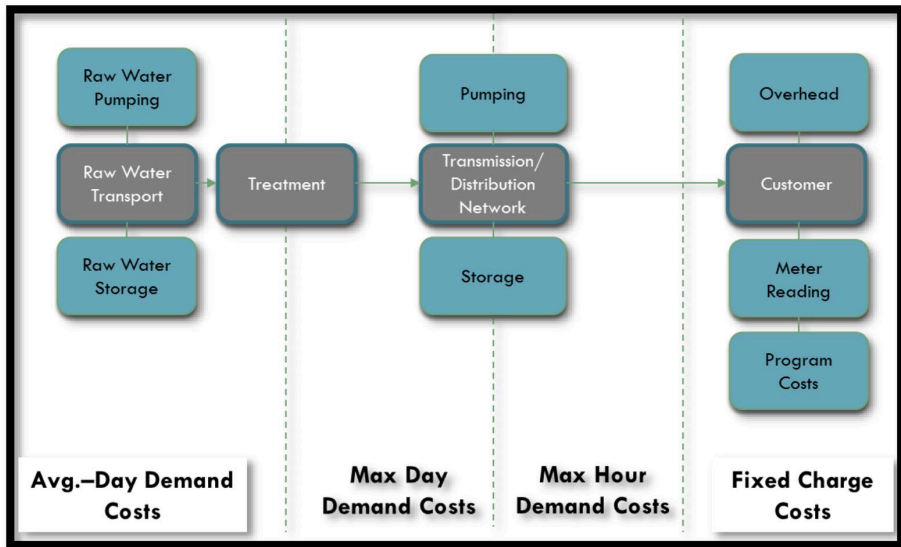 Raw Water
Pumping
Pumping
Overhead
Raw Water
Transport
Treatment
Transmission/
Distribution
Network
Customer
Raw Water
Storage
Storage
Meter
Reading
Program
Costs
Avg.–Day Demand
Costs
Max Day
Demand Costs
Max Hour
Demand Costs
Fixed Charge
Costs